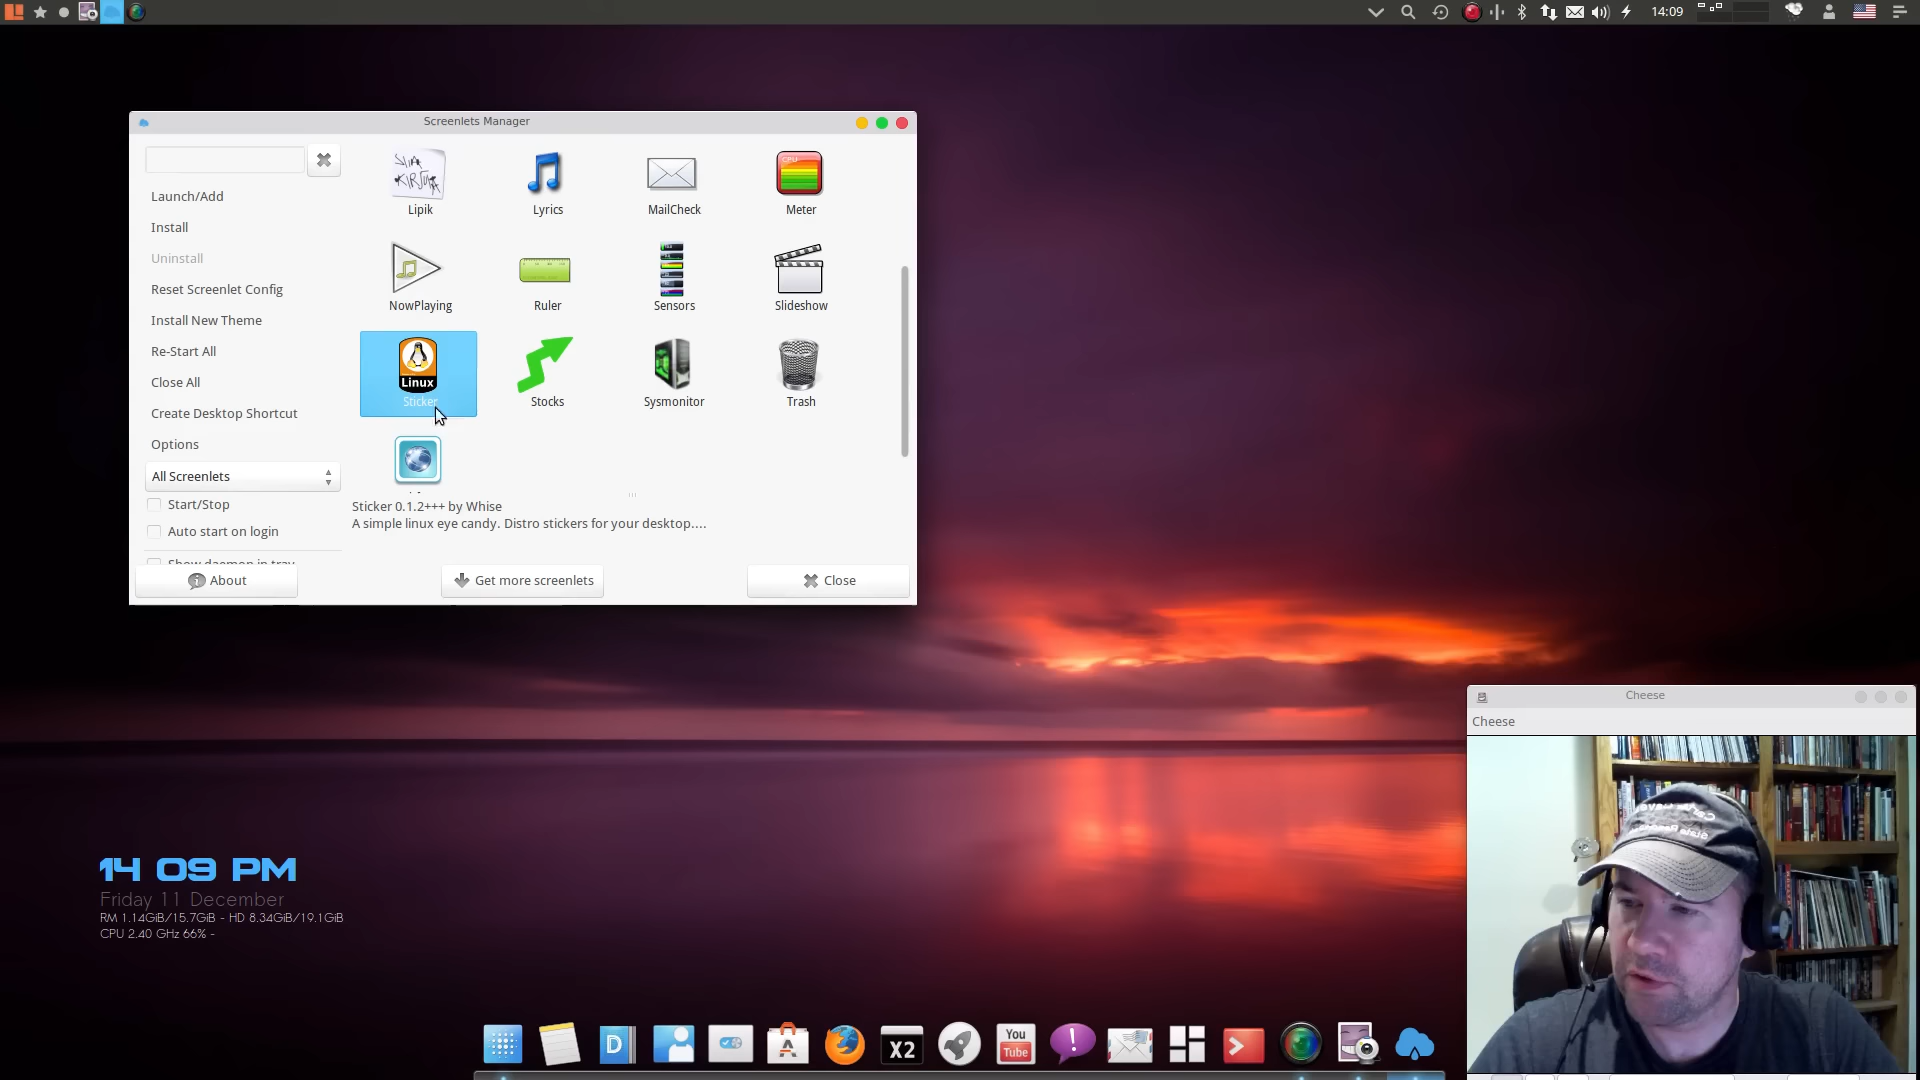 14:09
Screenlets Manager
Launch/Add
Install
Uninstall
Reset Screenlet Config
Install New Theme
Re-Start All
Close All
Create Desktop Shortcut
Options
All Screenlets
Start/Stop
Auto start on login
Show daemon in tray
Lipik
Lyrics
MailCheck
CPU
Meter
NowPlaying
Ruler
Sensors
Slideshow
Linux
Sticker
Stocks
Sysmonitor
Trash
Sticker 0.1.2+++ by Whise
A simple linux eye candy. Distro stickers for your desktop....
About
Get more screenlets
Close
14 09 PM
Friday 11 December
RM 1.14GiB/15.7GiB - HD 8.34GiB/19.1GiB
CPU 2.40 GHz 66% -
Cheese
Cheese
D
A
X2
You
Tube